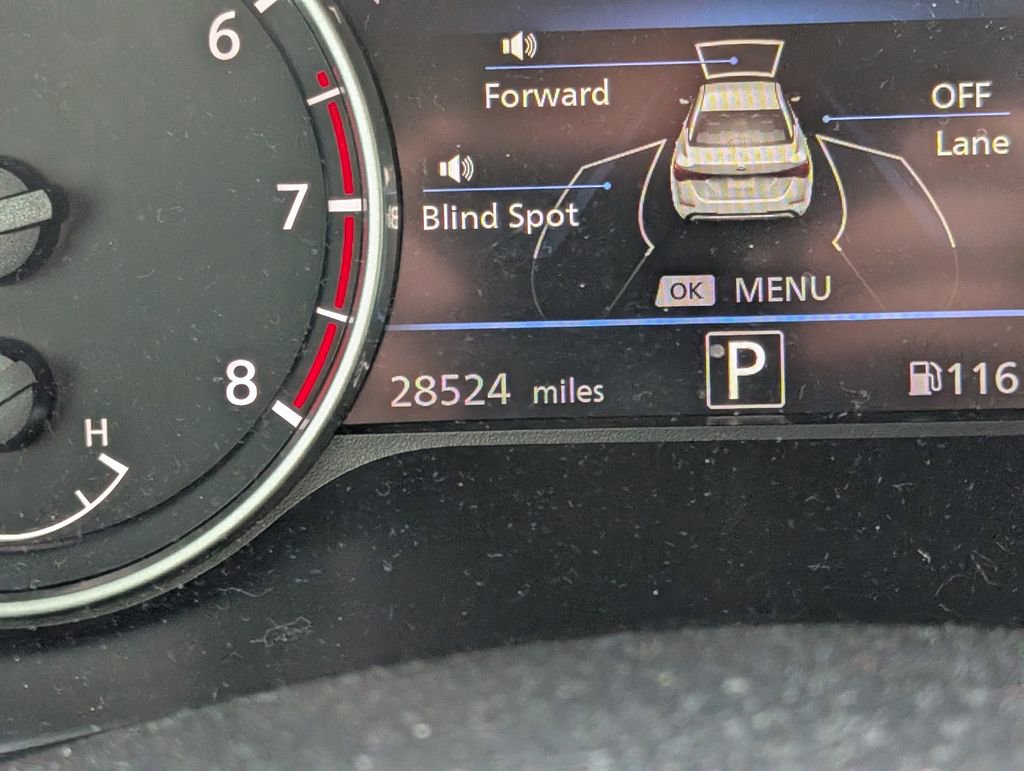 6
7
8
H
Forward
OFF
Lane
Blind Spot
OK MENU
28524 miles
P
116